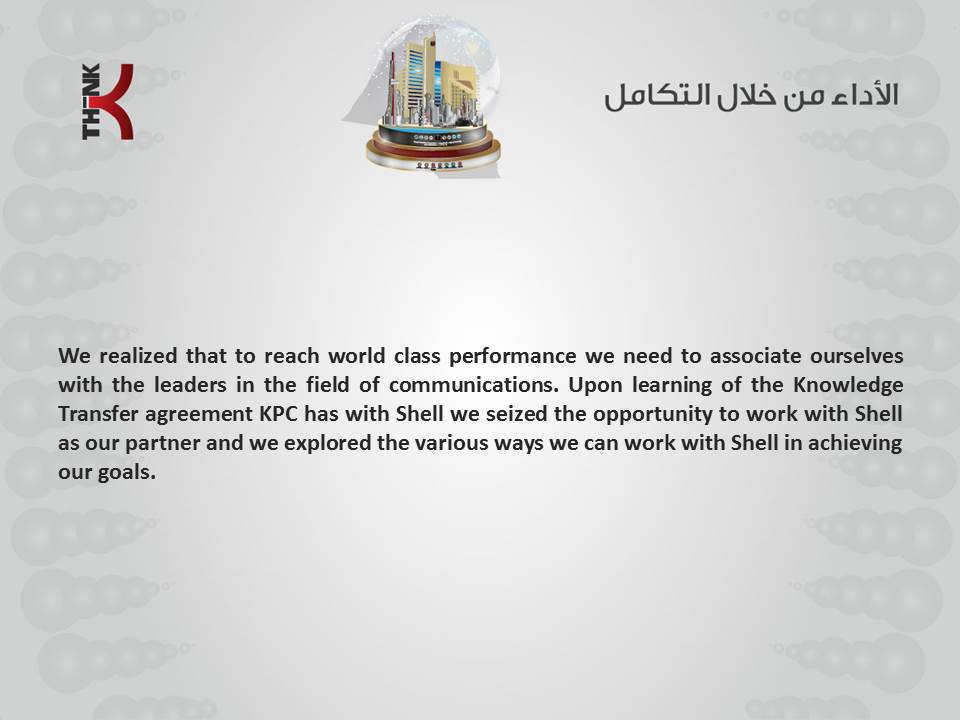 TH-NK
الأداء من خلال التكامل
We realized that to reach world class performance we need to associate ourselves
with the leaders in the field of communications. Upon learning of the Knowledge
Transfer agreement KPC has with Shell we seized the opportunity to work with Shell
as our partner and we explored the various ways we can work with Shell in achieving
our goals.